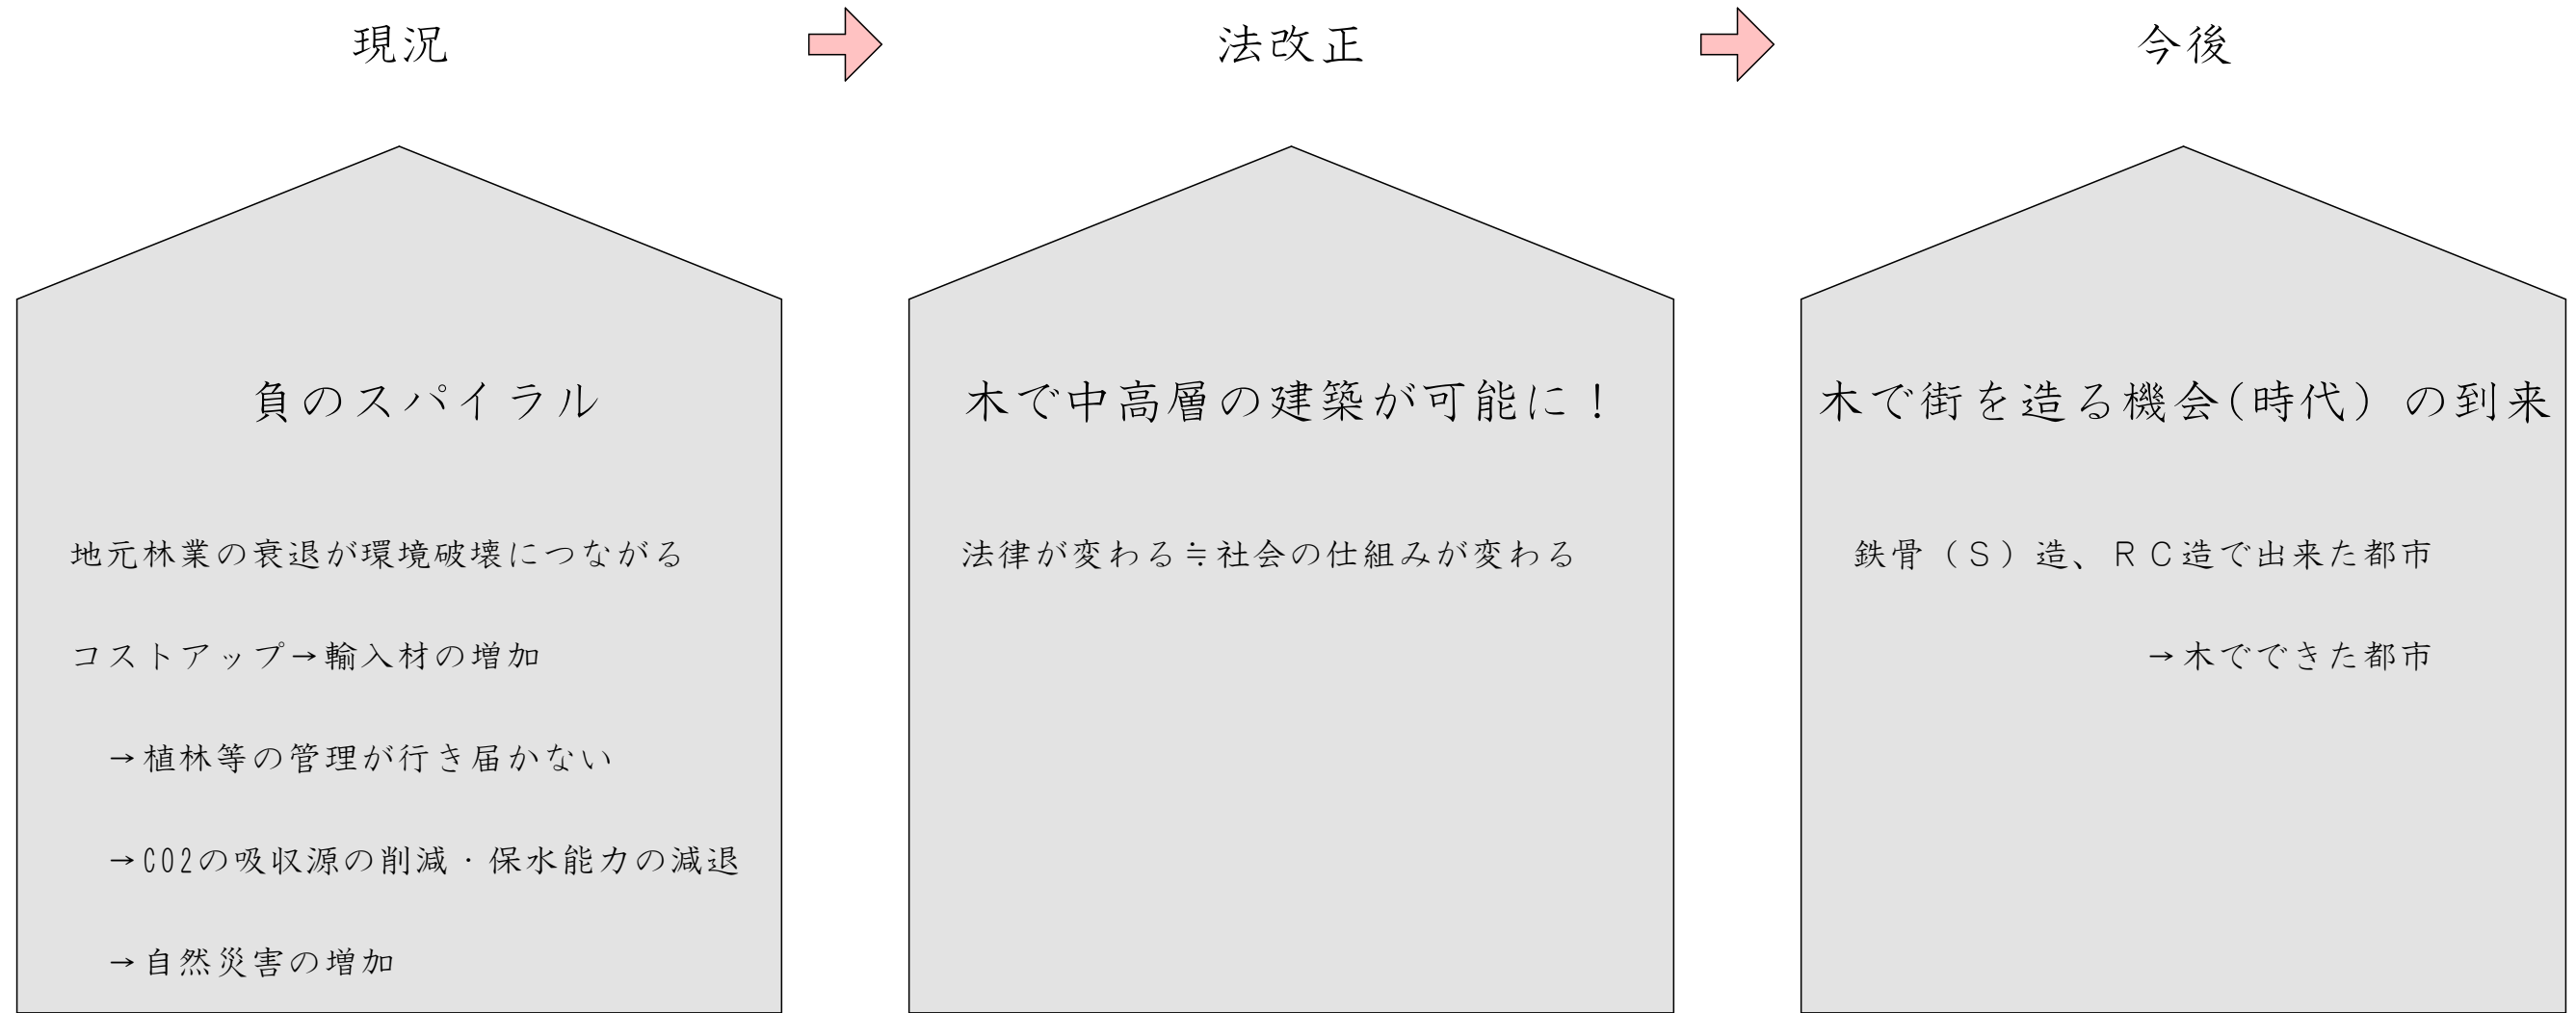 現況
法改正
今後
負のスパイラル
地元林業の衰退が環境破壊につながる
コストアップ→輸入材の増加
→植林等の管理が行き届かない
→CO2の吸収源の削減・保水能力の減退
→自然災害の増加
木で中高層の建築が可能に！
法律が変わる≒社会の仕組みが変わる
木で街を造る機会(時代) の到来
鉄骨（Ｓ）造、ＲＣ造で出来た都市
→木でできた都市